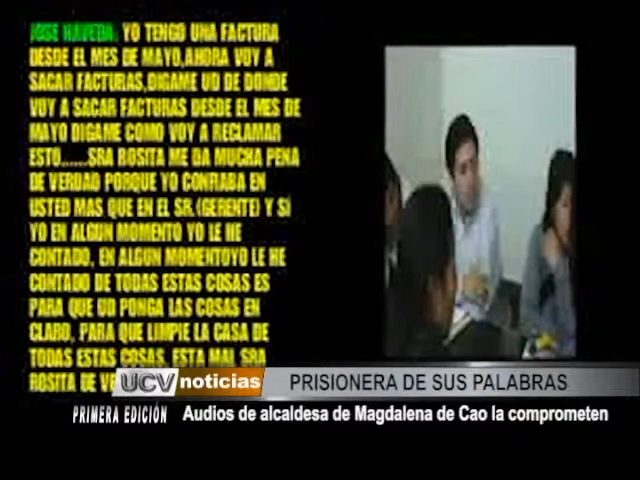 JOSE HAVEDA. YO TENGO UNA FACTURA
DESDE EL MES DE MAYO,AHORA VOY A
SACAR FACTURAS,DIGAME UD DE DONDE
VOY A SACAR FACTURAS DESDE EL MES DE
MAYO DIGAME COMO VOY A RECLAMAR
ESTO......SRA ROSITA ME DA MUCHA PENA
DE VERDAD PORQUE YO CONFIABA EN
USTED MAS QUE EN EL SR.(GERENTE) Y SI
YO EN ALGUN MOMENTO YO LE HE
CONTADO, EN ALGUN MOMENTOYO LE HE
CONTADO DE TODAS ESTAS COSAS ES
PARA QUE UD PONGA LAS COSAS EN
CLARO, PARA QUE LIMPIE LA CASA DE
TODAS ESTAS COSAS, ESTA MAL SRA
ROSITA DE
UCV noticias
PRISIONERA DE SUS PALABRAS
PRIMERA EDICIÓN
Audios de alcaldesa de Magdalena de Cao la comprometen